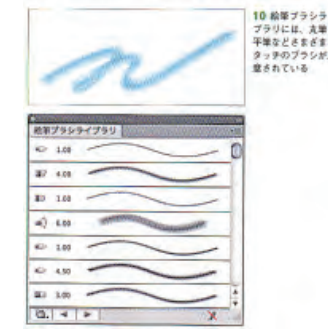 10 絵筆ブラシラ
ブラリには、丸筆
平筆などさまざま
タッチのブラシが
意されている
絵筆ブラシライブラリ
1.00
4.00
1.00
6.00
1.00
4.50
3.00